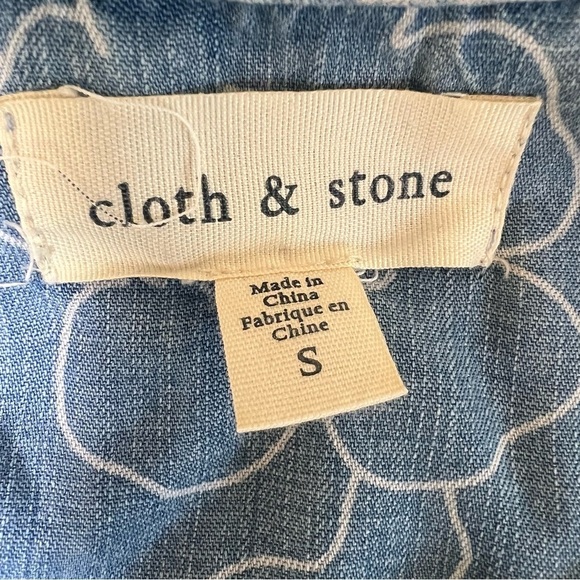 cloth & stone
Made in
China
Fabrique en
Chine
S